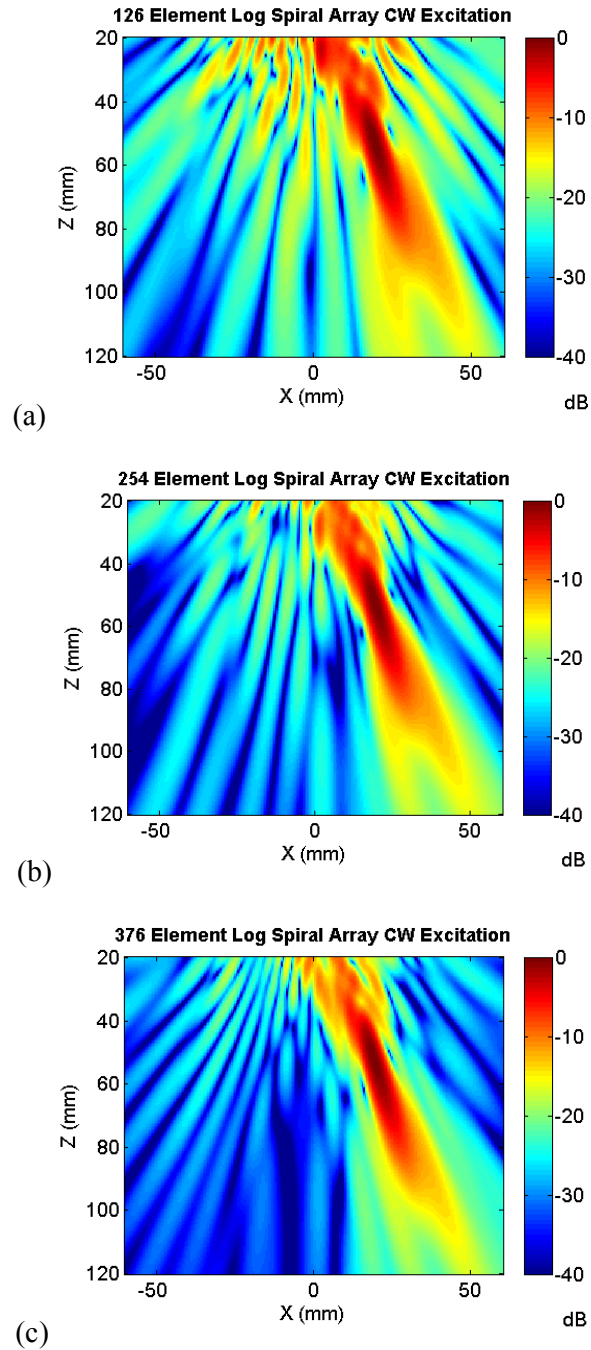 126 Element Log Spiral Array CW Excitation
20
40
60
80
100
120
Z (mm)
-50
0
50
X (mm)
0
-10
-20
-30
-40
dB
(a)
254 Element Log Spiral Array CW Excitation
20
40
60
80
100
120
Z (mm)
-50
0
50
X (mm)
0
-10
-20
-30
-40
dB
(b)
376 Element Log Spiral Array CW Excitation
20
40
60
80
100
120
Z (mm)
-50
0
50
X (mm)
0
-10
-20
-30
-40
dB
(c)